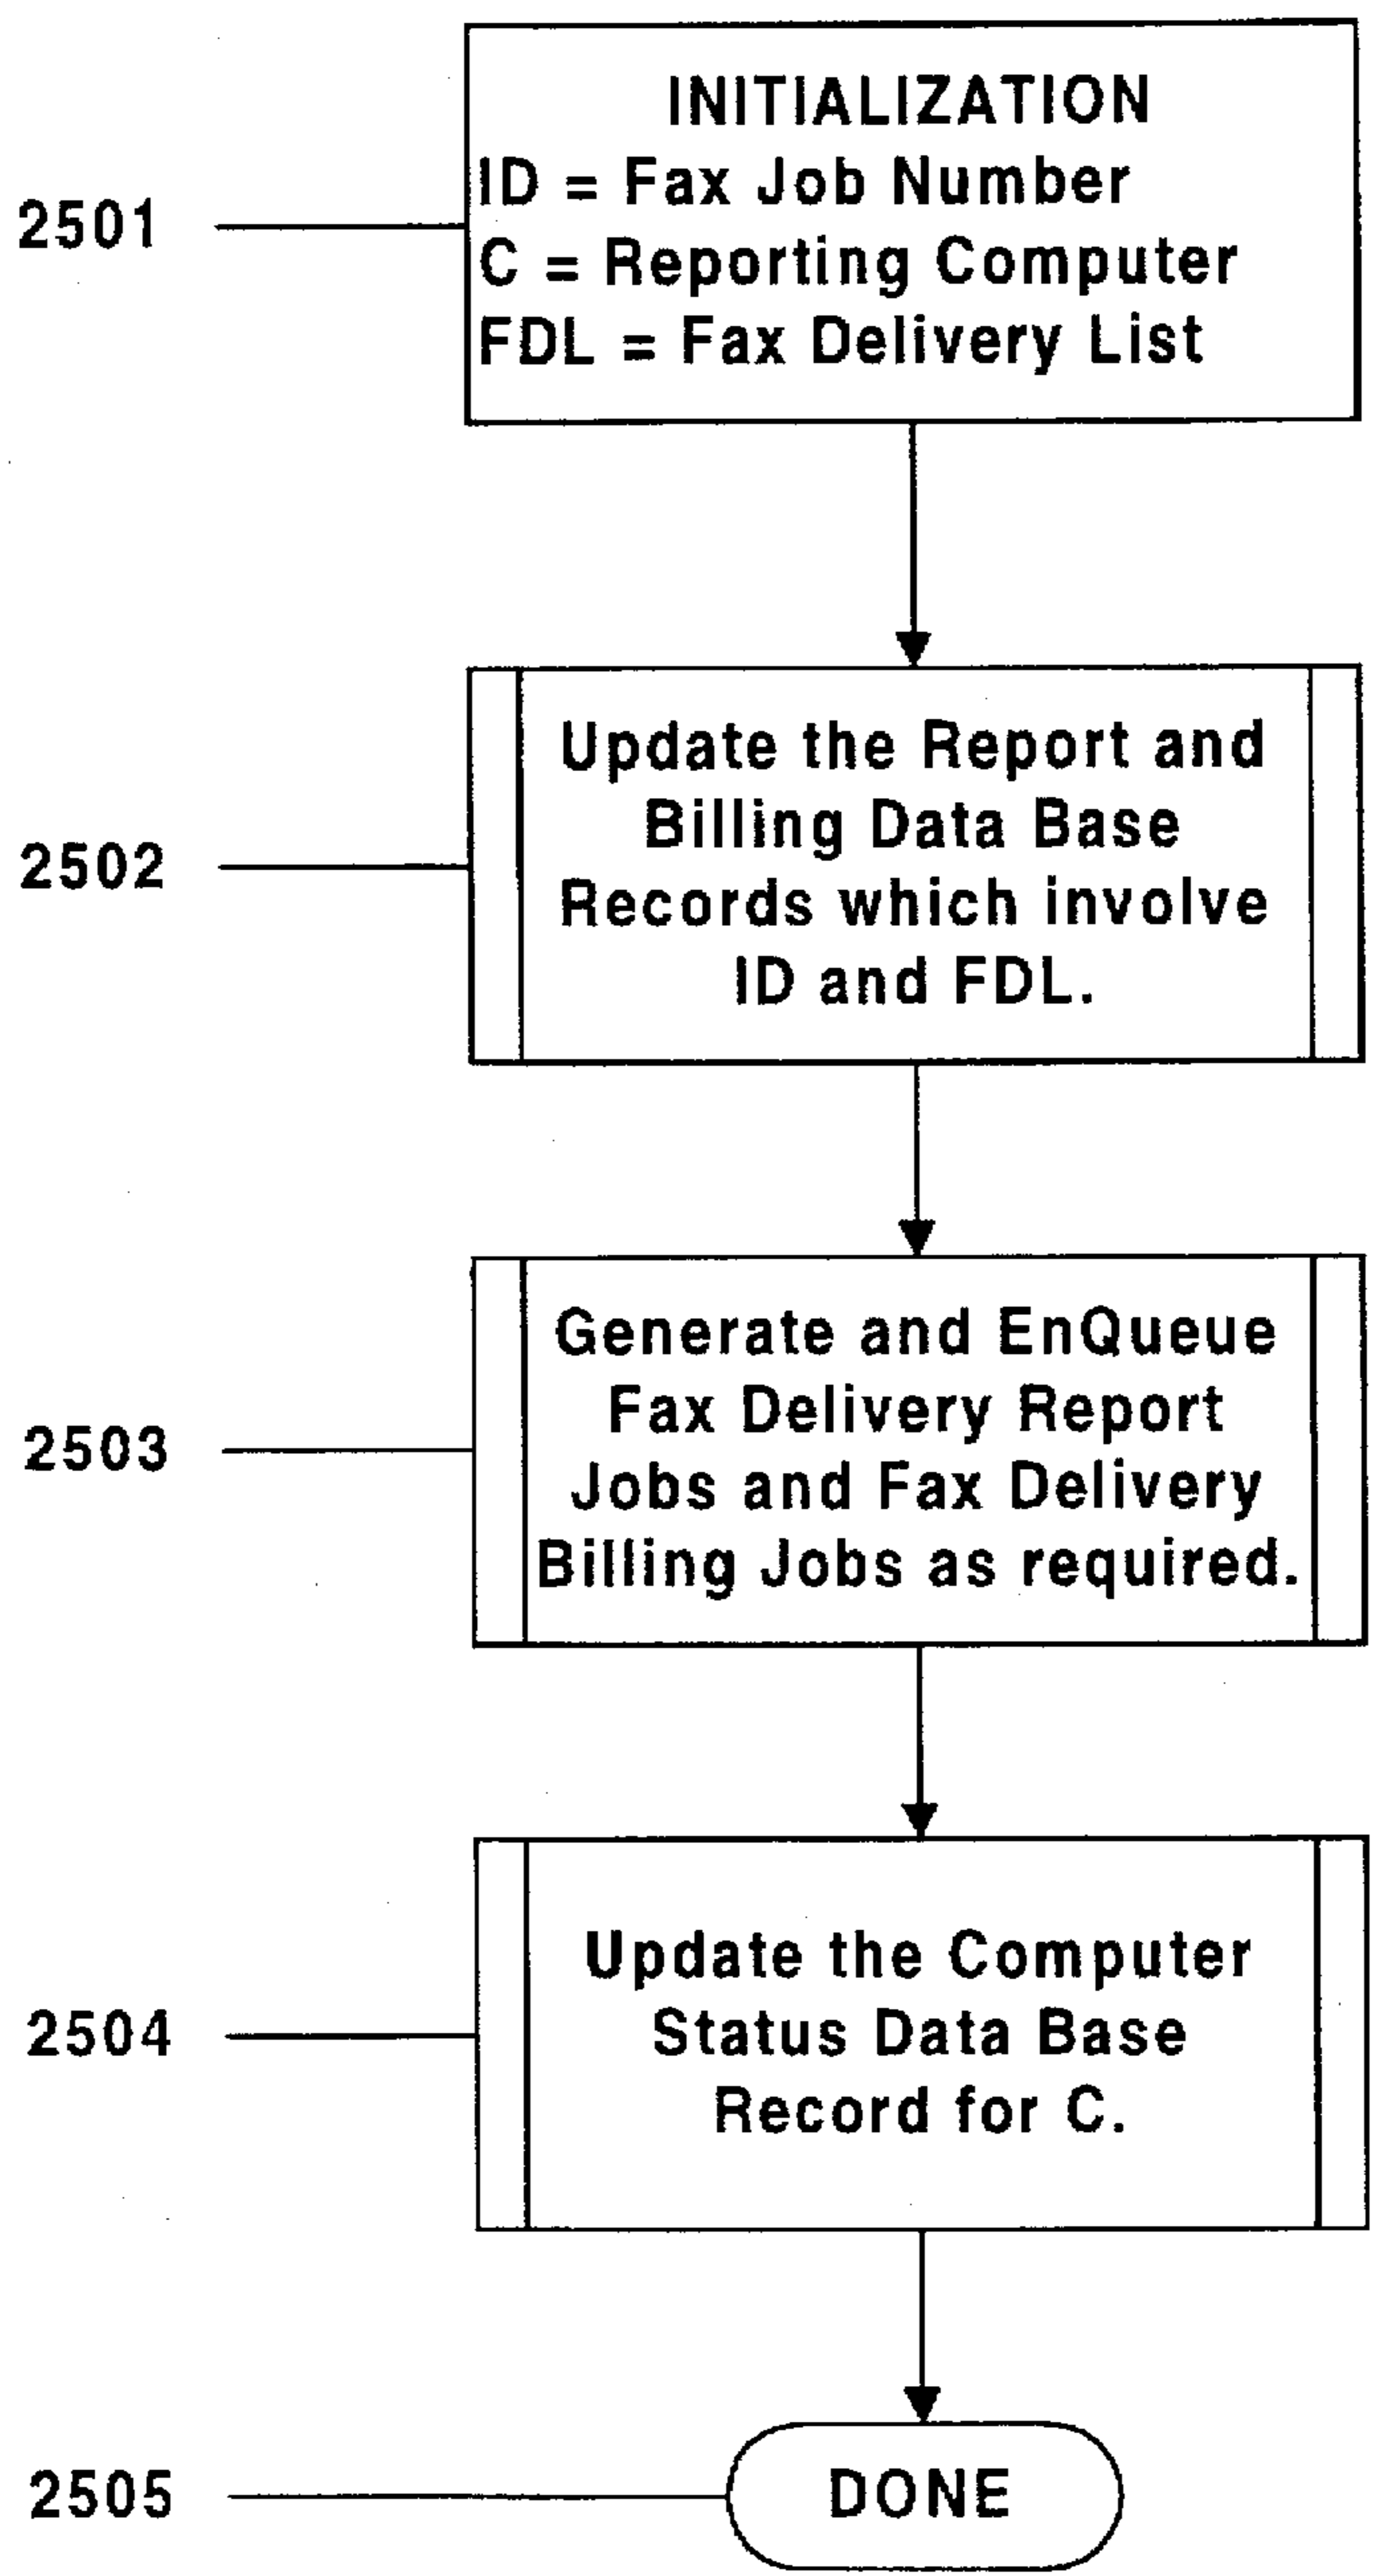 INITIALIZATION
ID = Fax Job Number
2501
C = Reporting Computer
FDL = Fax Delivery List
Update the Report and
Billing Data Base
2502
Records which involve
ID and FDL.
Generate and EnQueue
Fax Delivery Report
2503
Jobs and Fax Delivery
Billing Jobs as required.
Update the Computer
2504
Status Data Base
Record for C.
2505
DONE